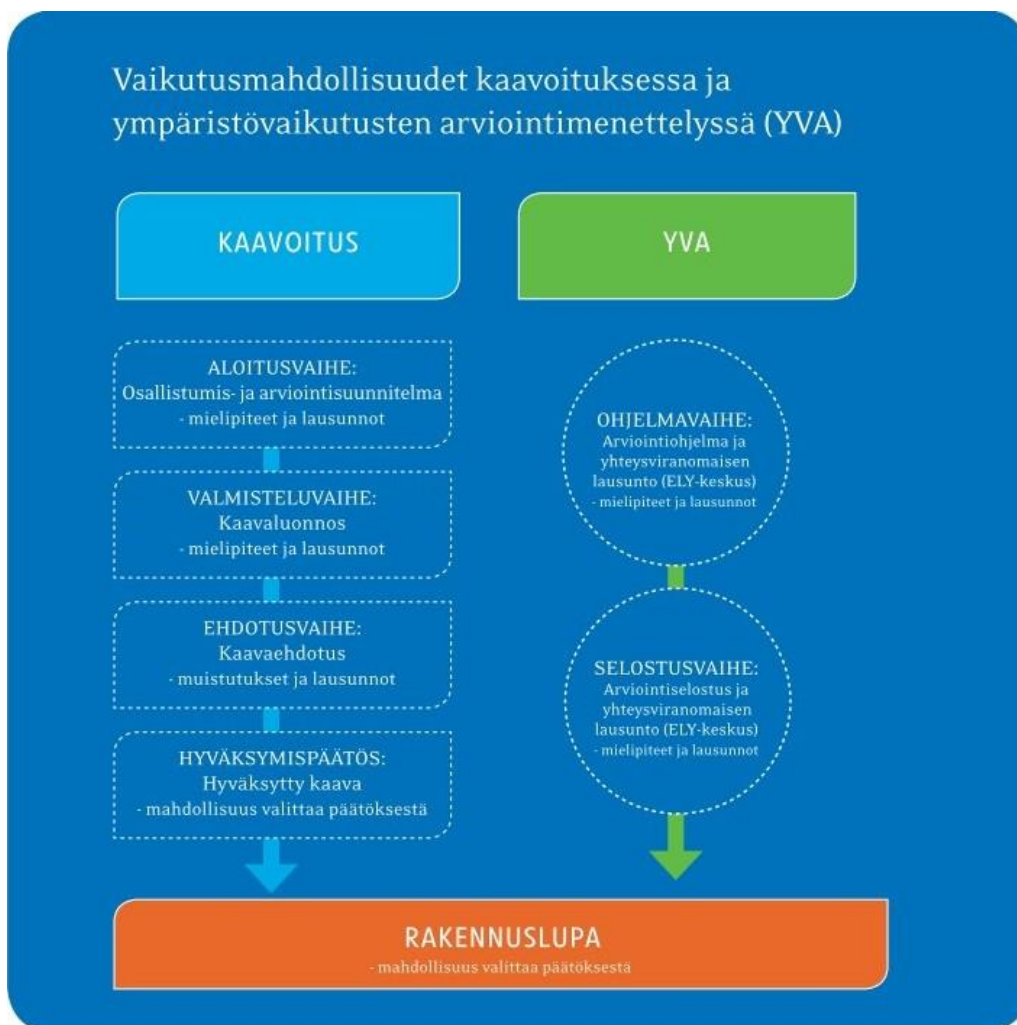 Vaikutusmahdollisuudet kaavoituksessa ja
ympäristövaikutusten arviointimenettelyssä (YVA)
KAAVOITUS
ALOITUSVAIHE:
Osallistumis- ja arviointisuunnitelma
- mielipiteet ja lausunnot
VALMISTELUVAIHE:
Kaavaluonnos
- mielipiteet ja lausunnot
EHDOTUSVAIHE:
Kaavaehdotus
- muistutukset ja lausunnot
HYVÄKSYMISPÄÄTÖS:
Hyväksytty kaava
- mahdollisuus valittaa päätöksestä
YVA
OHJELMAVAIHE:
Arviointiohjelma ja
yhteysviranomaisen
lausunto (ELY-keskus)
- mielipiteet ja lausunnot
SELOSTUSVAIHE:
Arviointiselostus ja
yhteysviranomaisen
lausunto (ELY-keskus)
- mielipiteet ja lausunnot
RAKENNUSLUPA
- mahdollisuus valittaa päätöksestä